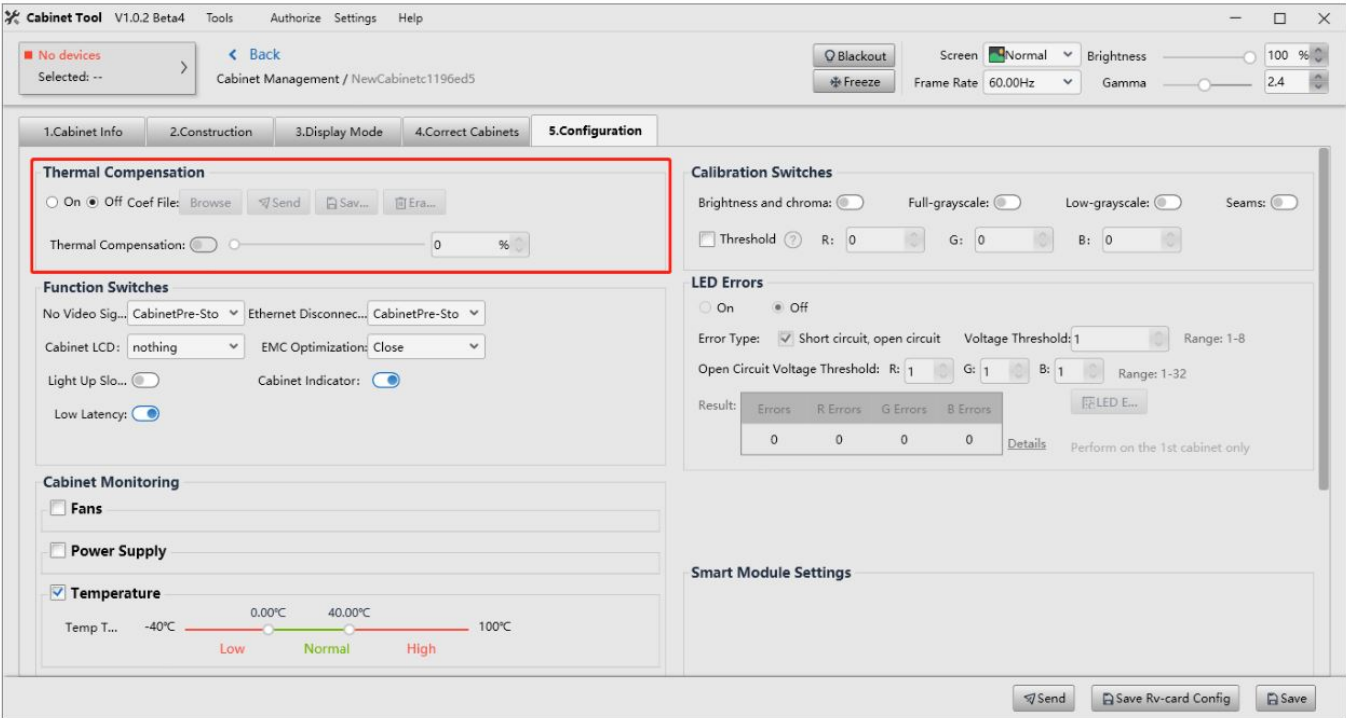 Cabinet Tool V1.0.2 Beta4 Tools Authorize Settings Help
No devices
Selected: --
Back
Cabinet Management / NewCabinetc1196ed5
Blackout
Freeze
Screen Normal Brightness 100 %
Frame Rate 60.00Hz Gamma 2.4
1.Cabinet Info 2.Construction 3.Display Mode 4.Correct Cabinets 5.Configuration
Thermal Compensation
On Off Coef File: Browse Send Sav... Era...
Thermal Compensation: 0 %
Function Switches
No Video Sig... CabinetPre-Sto Ethernet Disconnec... CabinetPre-Sto
Cabinet LCD: nothing EMC Optimization: Close
Light Up Slo... Cabinet Indicator:
Low Latency:
Cabinet Monitoring
Fans
Power Supply
Temperature
0.00℃ 40.00℃
Temp T... -40℃ 100℃
Low Normal High
Calibration Switches
Brightness and chroma: Full-grayscale: Low-grayscale: Seams:
Threshold ? R: 0 G: 0 B: 0
LED Errors
On Off
Error Type: Short circuit, open circuit Voltage Threshold: 1 Range: 1-8
Open Circuit Voltage Threshold: R: 1 G: 1 B: 1 Range: 1-32
Result: Errors R Errors G Errors B Errors LED E...
0 0 0 0 Details Perform on the 1st cabinet only
Smart Module Settings
Send Save Rv-card Config Save